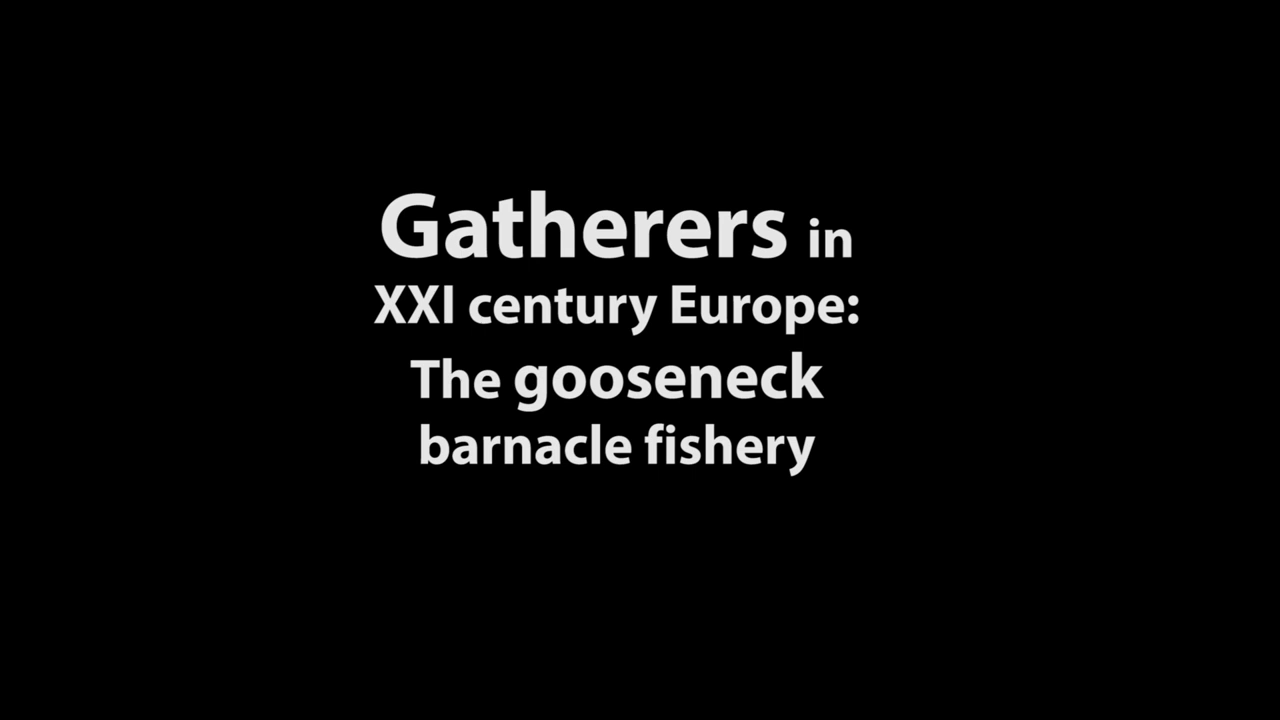 Gatherers in
XXI century Europe:
The gooseneck
barnacle fishery